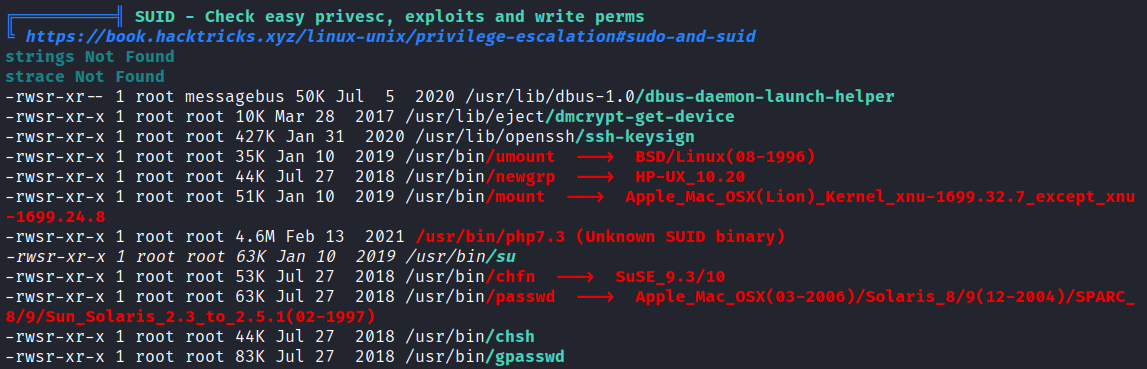 SUID - Check easy privesc, exploits and write perms
https://book.hacktricks.xyz/linux-unix/privilege-escalation#sudo-and-suid
strings Not Found
strace Not Found
-rwsr-xr-- 1 root messagebus 50K Jul  5  2020 /usr/lib/dbus-1.0/dbus-daemon-launch-helper
-rwsr-xr-x 1 root root 10K Mar 28  2017 /usr/lib/eject/dmcrypt-get-device
-rwsr-xr-x 1 root root 427K Jan 31  2020 /usr/lib/openssh/ssh-keysign
-rwsr-xr-x 1 root root 35K Jan 10  2019 /usr/bin/umount  --->  BSD/Linux(08-1996)
-rwsr-xr-x 1 root root 44K Jul 27  2018 /usr/bin/newgrp  --->  HP-UX_10.20
-rwsr-xr-x 1 root root 51K Jan 10  2019 /usr/bin/mount  --->  Apple_Mac_OSX(Lion)_Kernel_xnu-1699.32.7_except_xnu
-1699.24.8
-rwsr-xr-x 1 root root 4.6M Feb 13  2021 /usr/bin/php7.3 (Unknown SUID binary)
-rwsr-xr-x 1 root root 63K Jan 10  2019 /usr/bin/su
-rwsr-xr-x 1 root root 53K Jul 27  2018 /usr/bin/chfn  --->  SuSE_9.3/10
-rwsr-xr-x 1 root root 63K Jul 27  2018 /usr/bin/passwd  --->  Apple_Mac_OSX(03-2006)/Solaris_8/9(12-2004)/SPARC_
8/9/Sun_Solaris_2.3_to_2.5.1(02-1997)
-rwsr-xr-x 1 root root 44K Jul 27  2018 /usr/bin/chsh
-rwsr-xr-x 1 root root 83K Jul 27  2018 /usr/bin/gpasswd